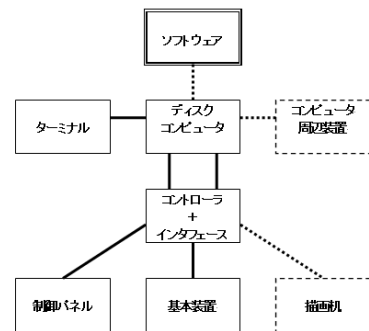 ソフトウェア
ターミナル
ディスク
コンピュータ
コンピュータ
周辺装置
コントローラ
+
インタフェース
制御パネル
基本装置
描画机